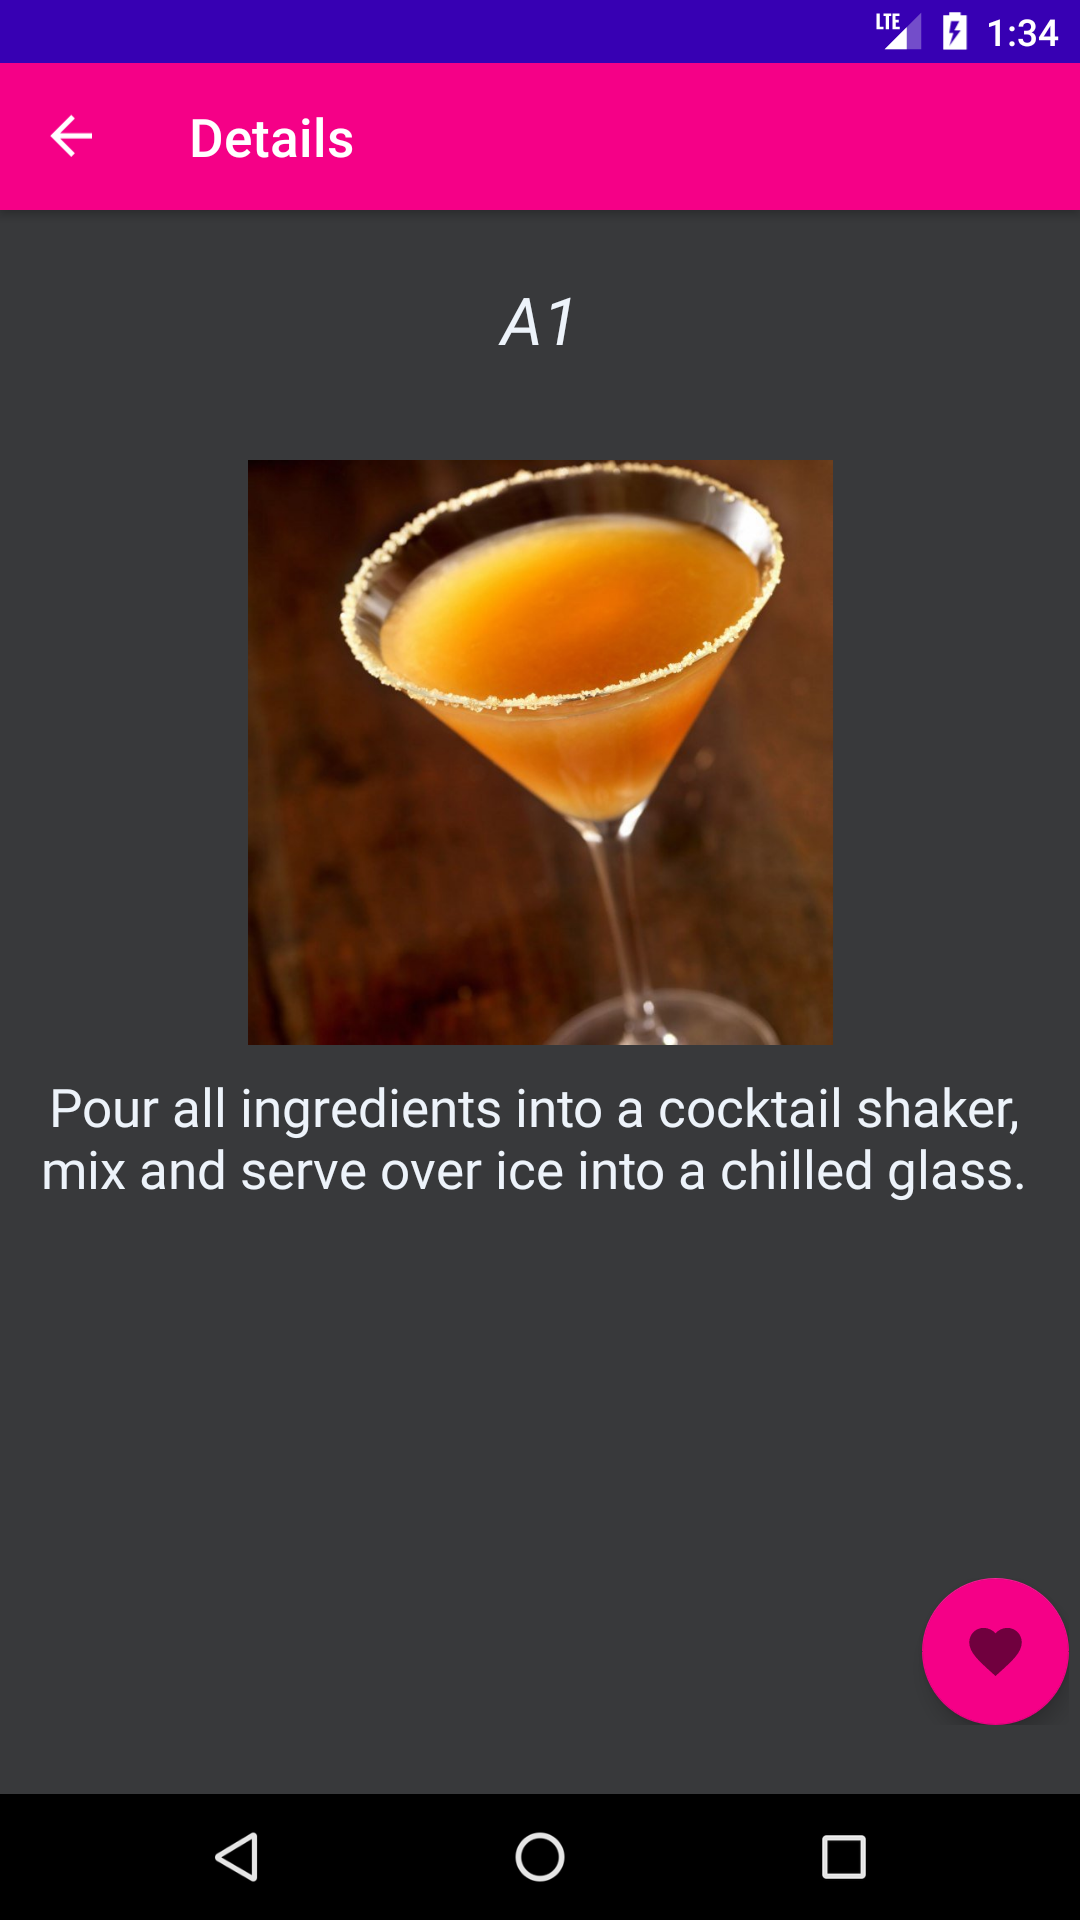 LTE 1:34
Details
A1
Pour all ingredients into a cocktail shaker,
mix and serve over ice into a chilled glass.